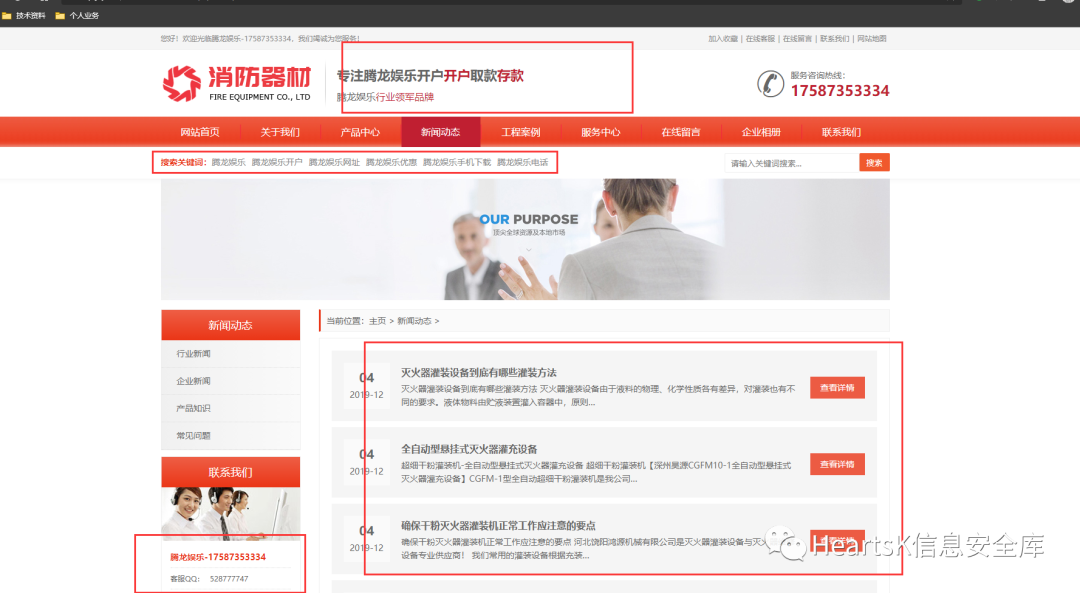 技术资料 个人业务
您好！欢迎光临腾龙娱乐-17587353334，我们竭诚为您服务！
加入收藏 | 在线客服 | 在线留言 | 联系我们 | 网站地图
消防器材
FIRE EQUIPMENT CO., LTD
专注腾龙娱乐开户开户取款存款
腾龙娱乐行业领军品牌
服务咨询热线：
17587353334
网站首页 关于我们 产品中心 新闻动态 工程案例 服务中心 在线留言 企业相册 联系我们
搜索关键词： 腾龙娱乐 腾龙娱乐开户 腾龙娱乐网址 腾龙娱乐优惠 腾龙娱乐手机下载 腾龙娱乐电话
请输入关键词搜索... 搜索
OUR PURPOSE
顶尖全球资源及本地市场
新闻动态
行业新闻
企业新闻
产品知识
常见问题
联系我们
腾龙娱乐-17587353334
客服QQ： 528777747
当前位置：主页 > 新闻动态 >
04
2019-12
灭火器灌装设备到底有哪些灌装方法
灭火器灌装设备到底有哪些灌装方法 灭火器灌装设备由于液料的物理、化学性质各有差异，对灌装也有不
同的要求。液体物料由贮液装置灌入容器中，原则...
查看详情
04
2019-12
全自动型悬挂式灭火器灌充设备
超细干粉灌装机-全自动型悬挂式灭火器灌充设备 超细干粉灌装机【深州昊源CGFM10-1全自动型悬挂式
灭火器灌充设备】CGFM-1型全自动超细干粉灌装机是我公司...
查看详情
04
2019-12
确保干粉灭火器灌装机正常工作应注意的要点
确保干粉灭火器灌装机正常工作应注意的要点 河北饶阳鸿源机械有限公司是灭火器灌装设备与灭火
设备专业供应商！ 我们常用的灌装设备根据充装...
HeartsK信息安全库